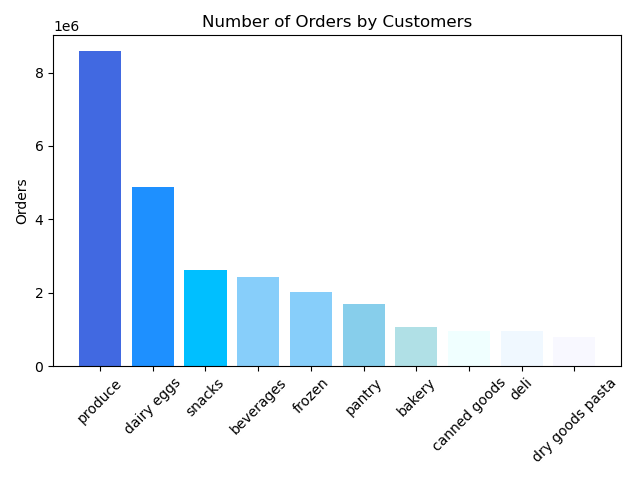 Number of Orders by Customers
1e6
8
6
4
2
0
Orders
produce
dairy eggs
snacks
beverages
frozen
pantry
bakery
canned goods
deli
dry goods pasta